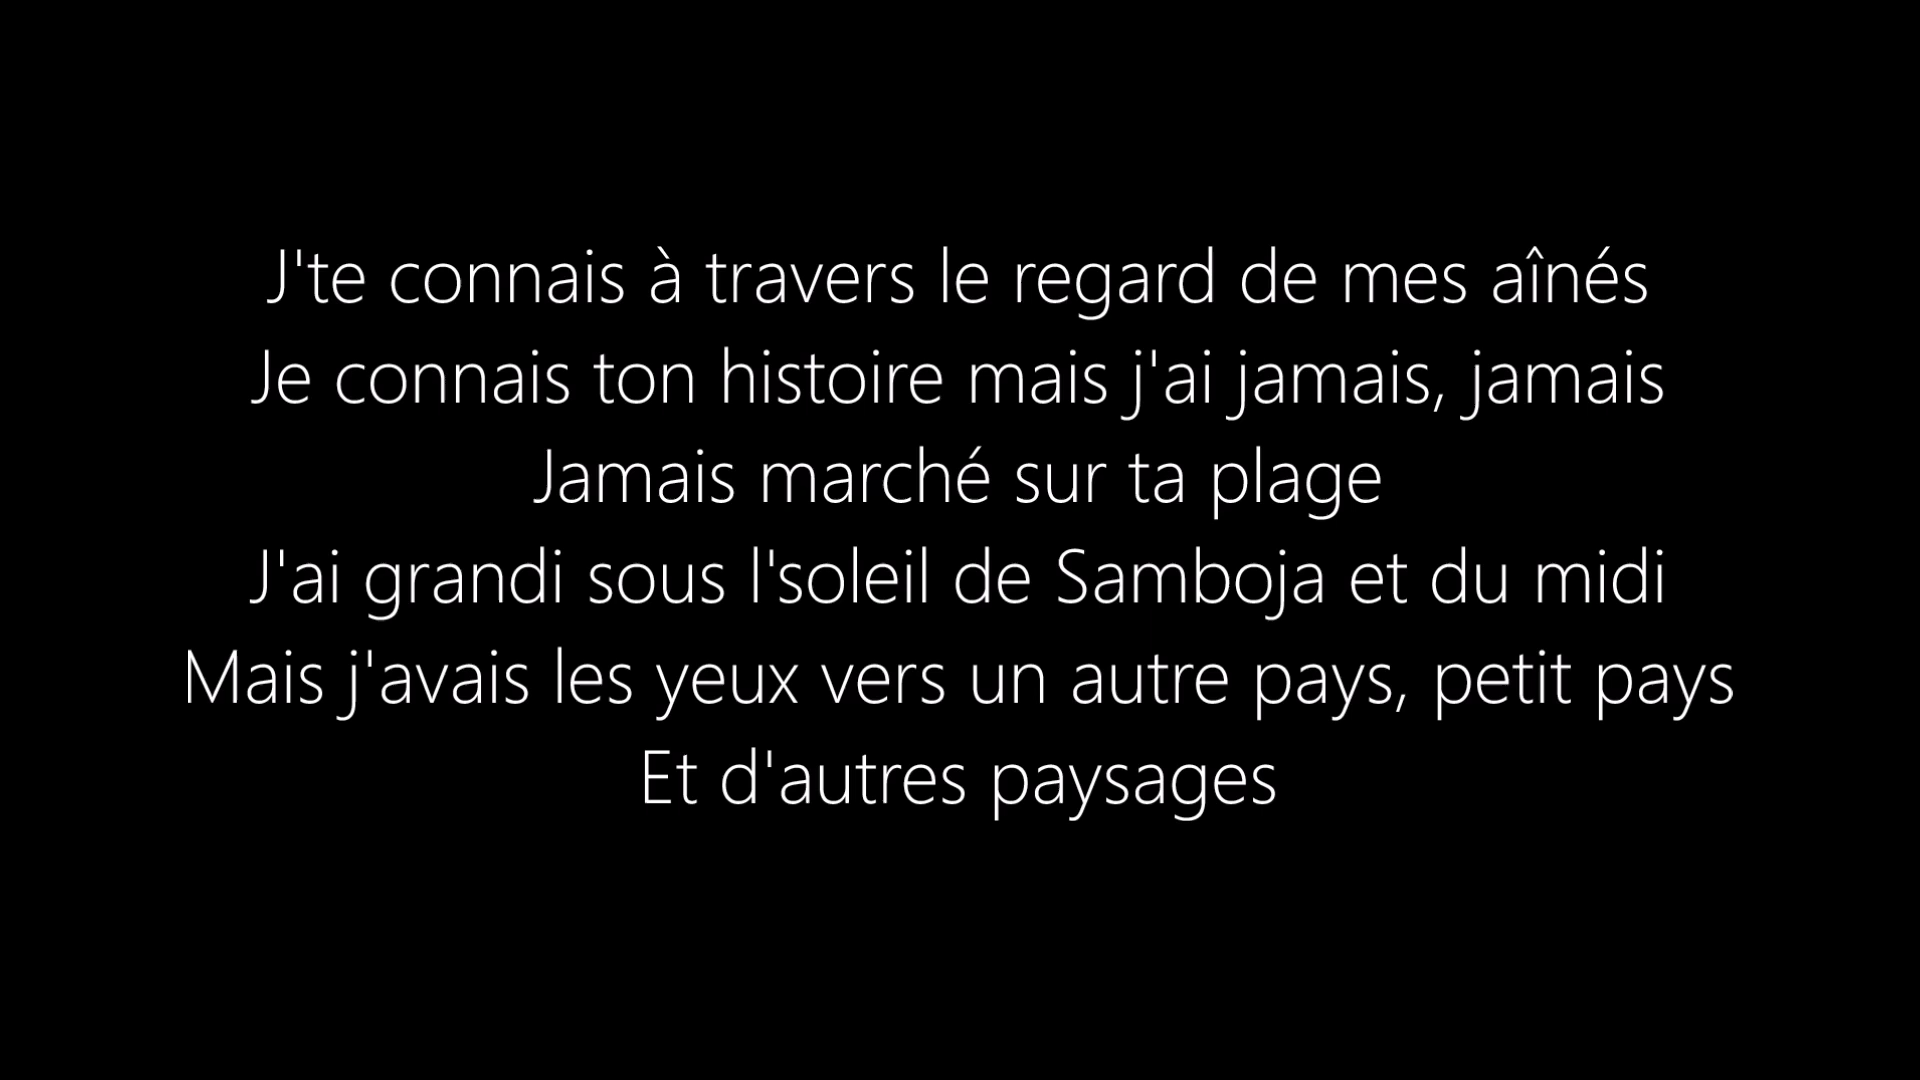 J'te connais à travers le regard de mes aînés
Je connais ton histoire mais j'ai jamais, jamais
Jamais marché sur ta plage
J'ai grandi sous l'soleil de Samboja et du midi
Mais j'avais les yeux vers un autre pays, petit pays
Et d'autres paysages